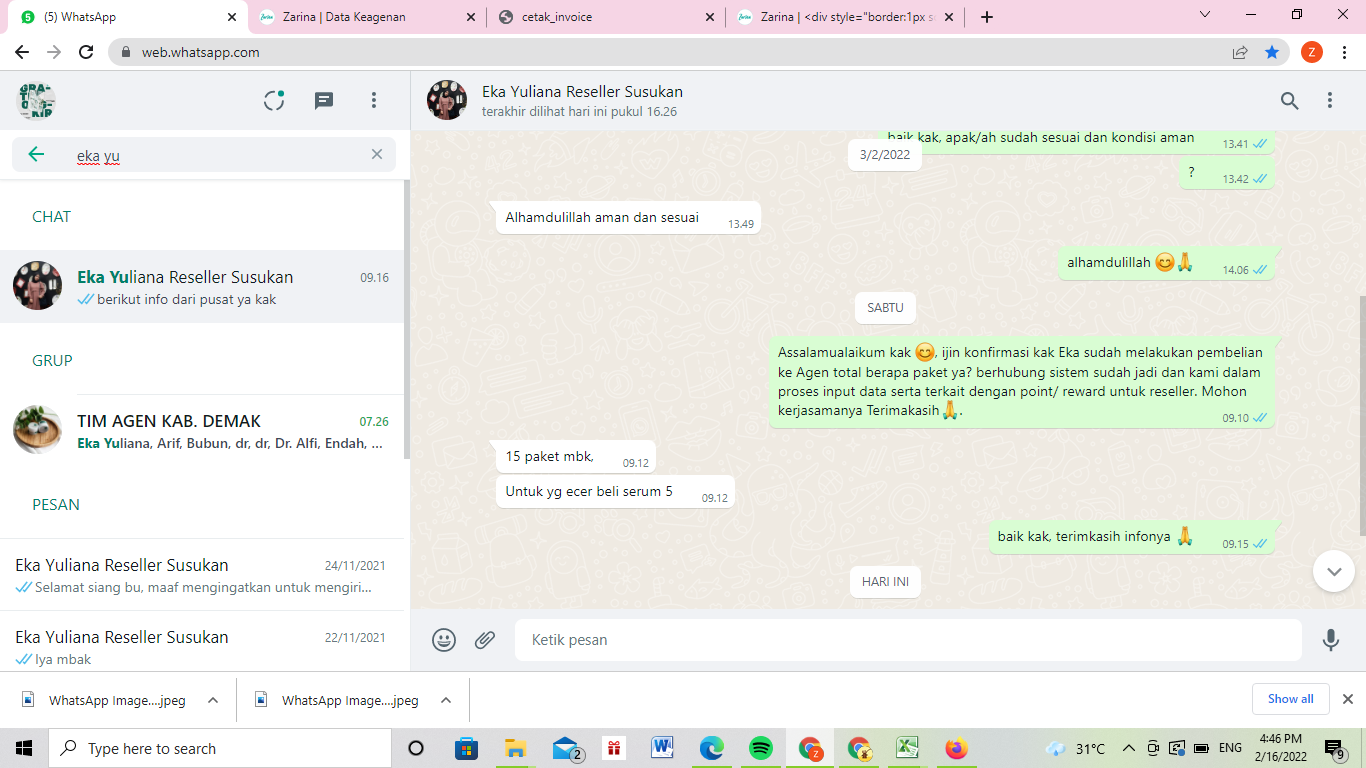 (5) WhatsApp
Zarina | Data Keagenan
cetak_invoice
Zarina | <div style="border:1px s
web.whatsapp.com
Z
eka yu
CHAT
Eka Yuliana Reseller Susukan 09.16
berikut info dari pusat ya kak
GRUP
TIM AGEN KAB. DEMAK 07.26
Eka Yuliana, Arif, Bubun, dr, dr, Dr. Alfi, Endah, ...
PESAN
Eka Yuliana Reseller Susukan 24/11/2021
Selamat siang bu, maaf mengingatkan untuk mengiri...
Eka Yuliana Reseller Susukan 22/11/2021
Iya mbak
Eka Yuliana Reseller Susukan
terakhir dilihat hari ini pukul 16.26
baik kak, apak/ah sudah sesuai dan kondisi aman 13.41
3/2/2022
? 13.42
Alhamdulillah aman dan sesuai 13.49
alhamdulillah 😊🙏 14.06
SABTU
Assalamualaikum kak 😊, ijin konfirmasi kak Eka sudah melakukan pembelian
ke Agen total berapa paket ya? berhubung sistem sudah jadi dan kami dalam
proses input data serta terkait dengan point/ reward untuk reseller. Mohon
kerjasamanya Terimakasih🙏. 09.10
15 paket mbk, 09.12
Untuk yg ecer beli serum 5 09.12
baik kak, terimkasih infonya 🙏 09.15
HARI INI
Ketik pesan
WhatsApp Image....jpeg
WhatsApp Image....jpeg
Show all
Type here to search
2
31°C
ENG
4:46 PM
2/16/2022
9